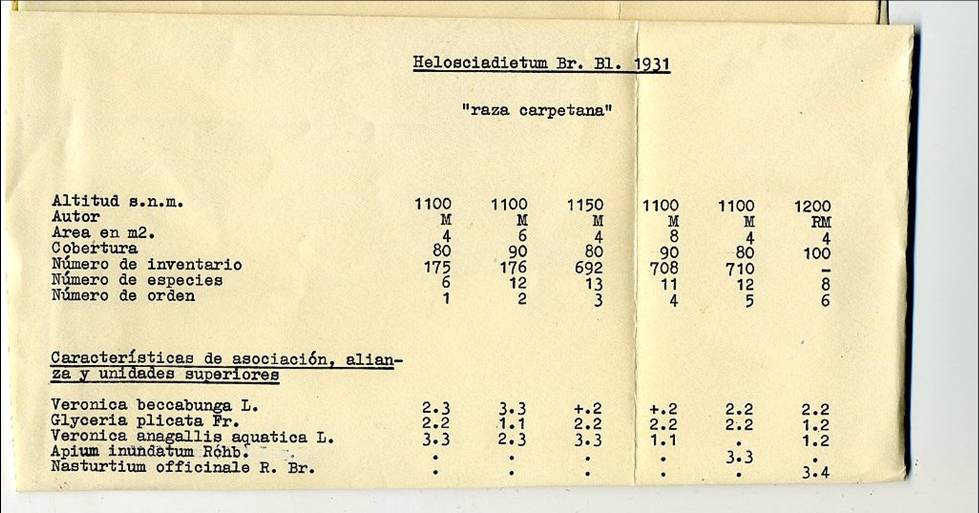 Helosciadietum Br. Bl. 1931
"raza carpetana"
Altitud s.n.m. 1100 1100 1150 1100 1100 1200
Autor M M M M M RM
Area en m2. 4 6 4 8 4 4
Cobertura 80 90 80 90 80 100
Número de inventario 175 176 692 708 710 -
Número de especies 6 12 13 11 12 8
Número de orden 1 2 3 4 5 6
Características de asociación, alian-
za y unidades superiores
Veronica beccabunga L. 2.3 3.3 +.2 +.2 2.2 2.2
Glyceria plicata Fr. 2.2 1.1 2.2 2.2 2.2 1.2
Veronica anagallis aquatica L. 3.3 2.3 3.3 1.1 . 1.2
Apium inundatum Rchb. . . . . 3.3 .
Nasturtium officinale R. Br. . . . . . 3.4